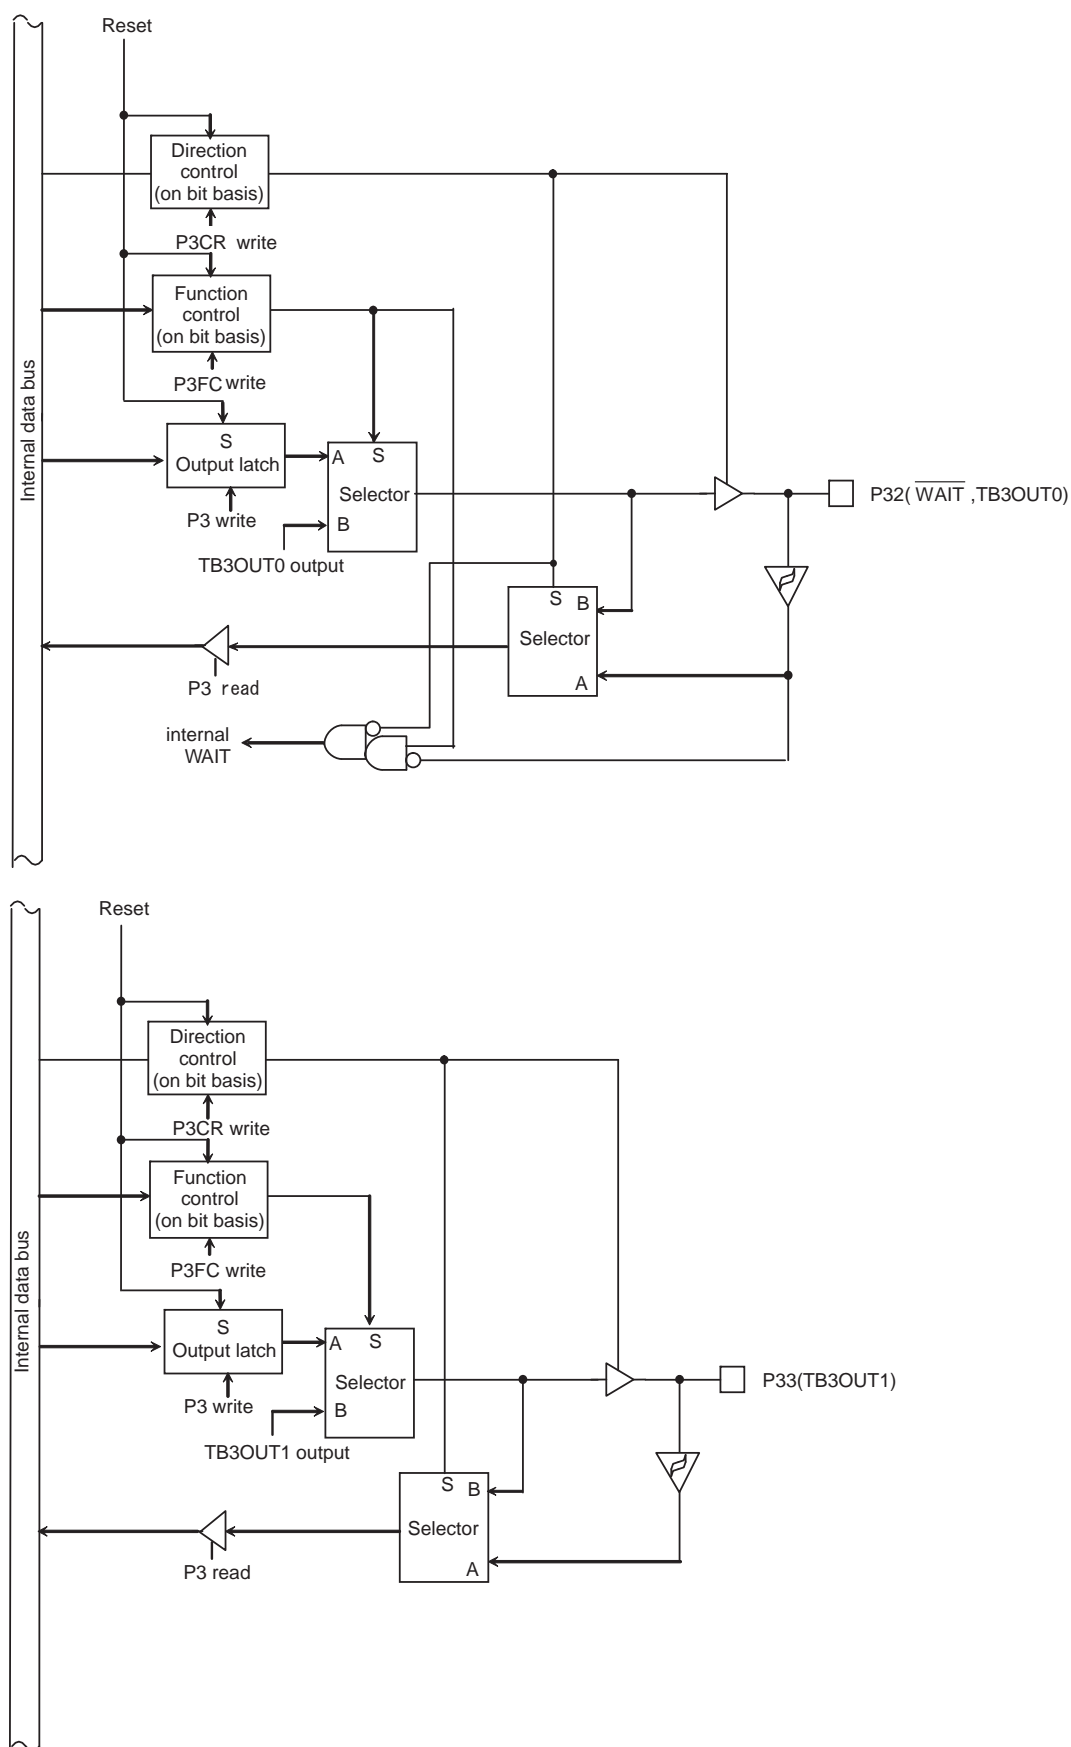 Reset
Direction
control
(on bit basis)
P3CR write
Function
control
(on bit basis)
P3FC write
Internal data bus
S
Output latch
P3 write
A
S
Selector
B
TB3OUT0 output
P32( WAIT ,TB3OUT0)
S
B
Selector
A
P3 read
internal
WAIT
Reset
Direction
control
(on bit basis)
P3CR write
Function
control
(on bit basis)
P3FC write
Internal data bus
S
Output latch
P3 write
A
S
Selector
B
TB3OUT1 output
P33(TB3OUT1)
S
B
Selector
A
P3 read